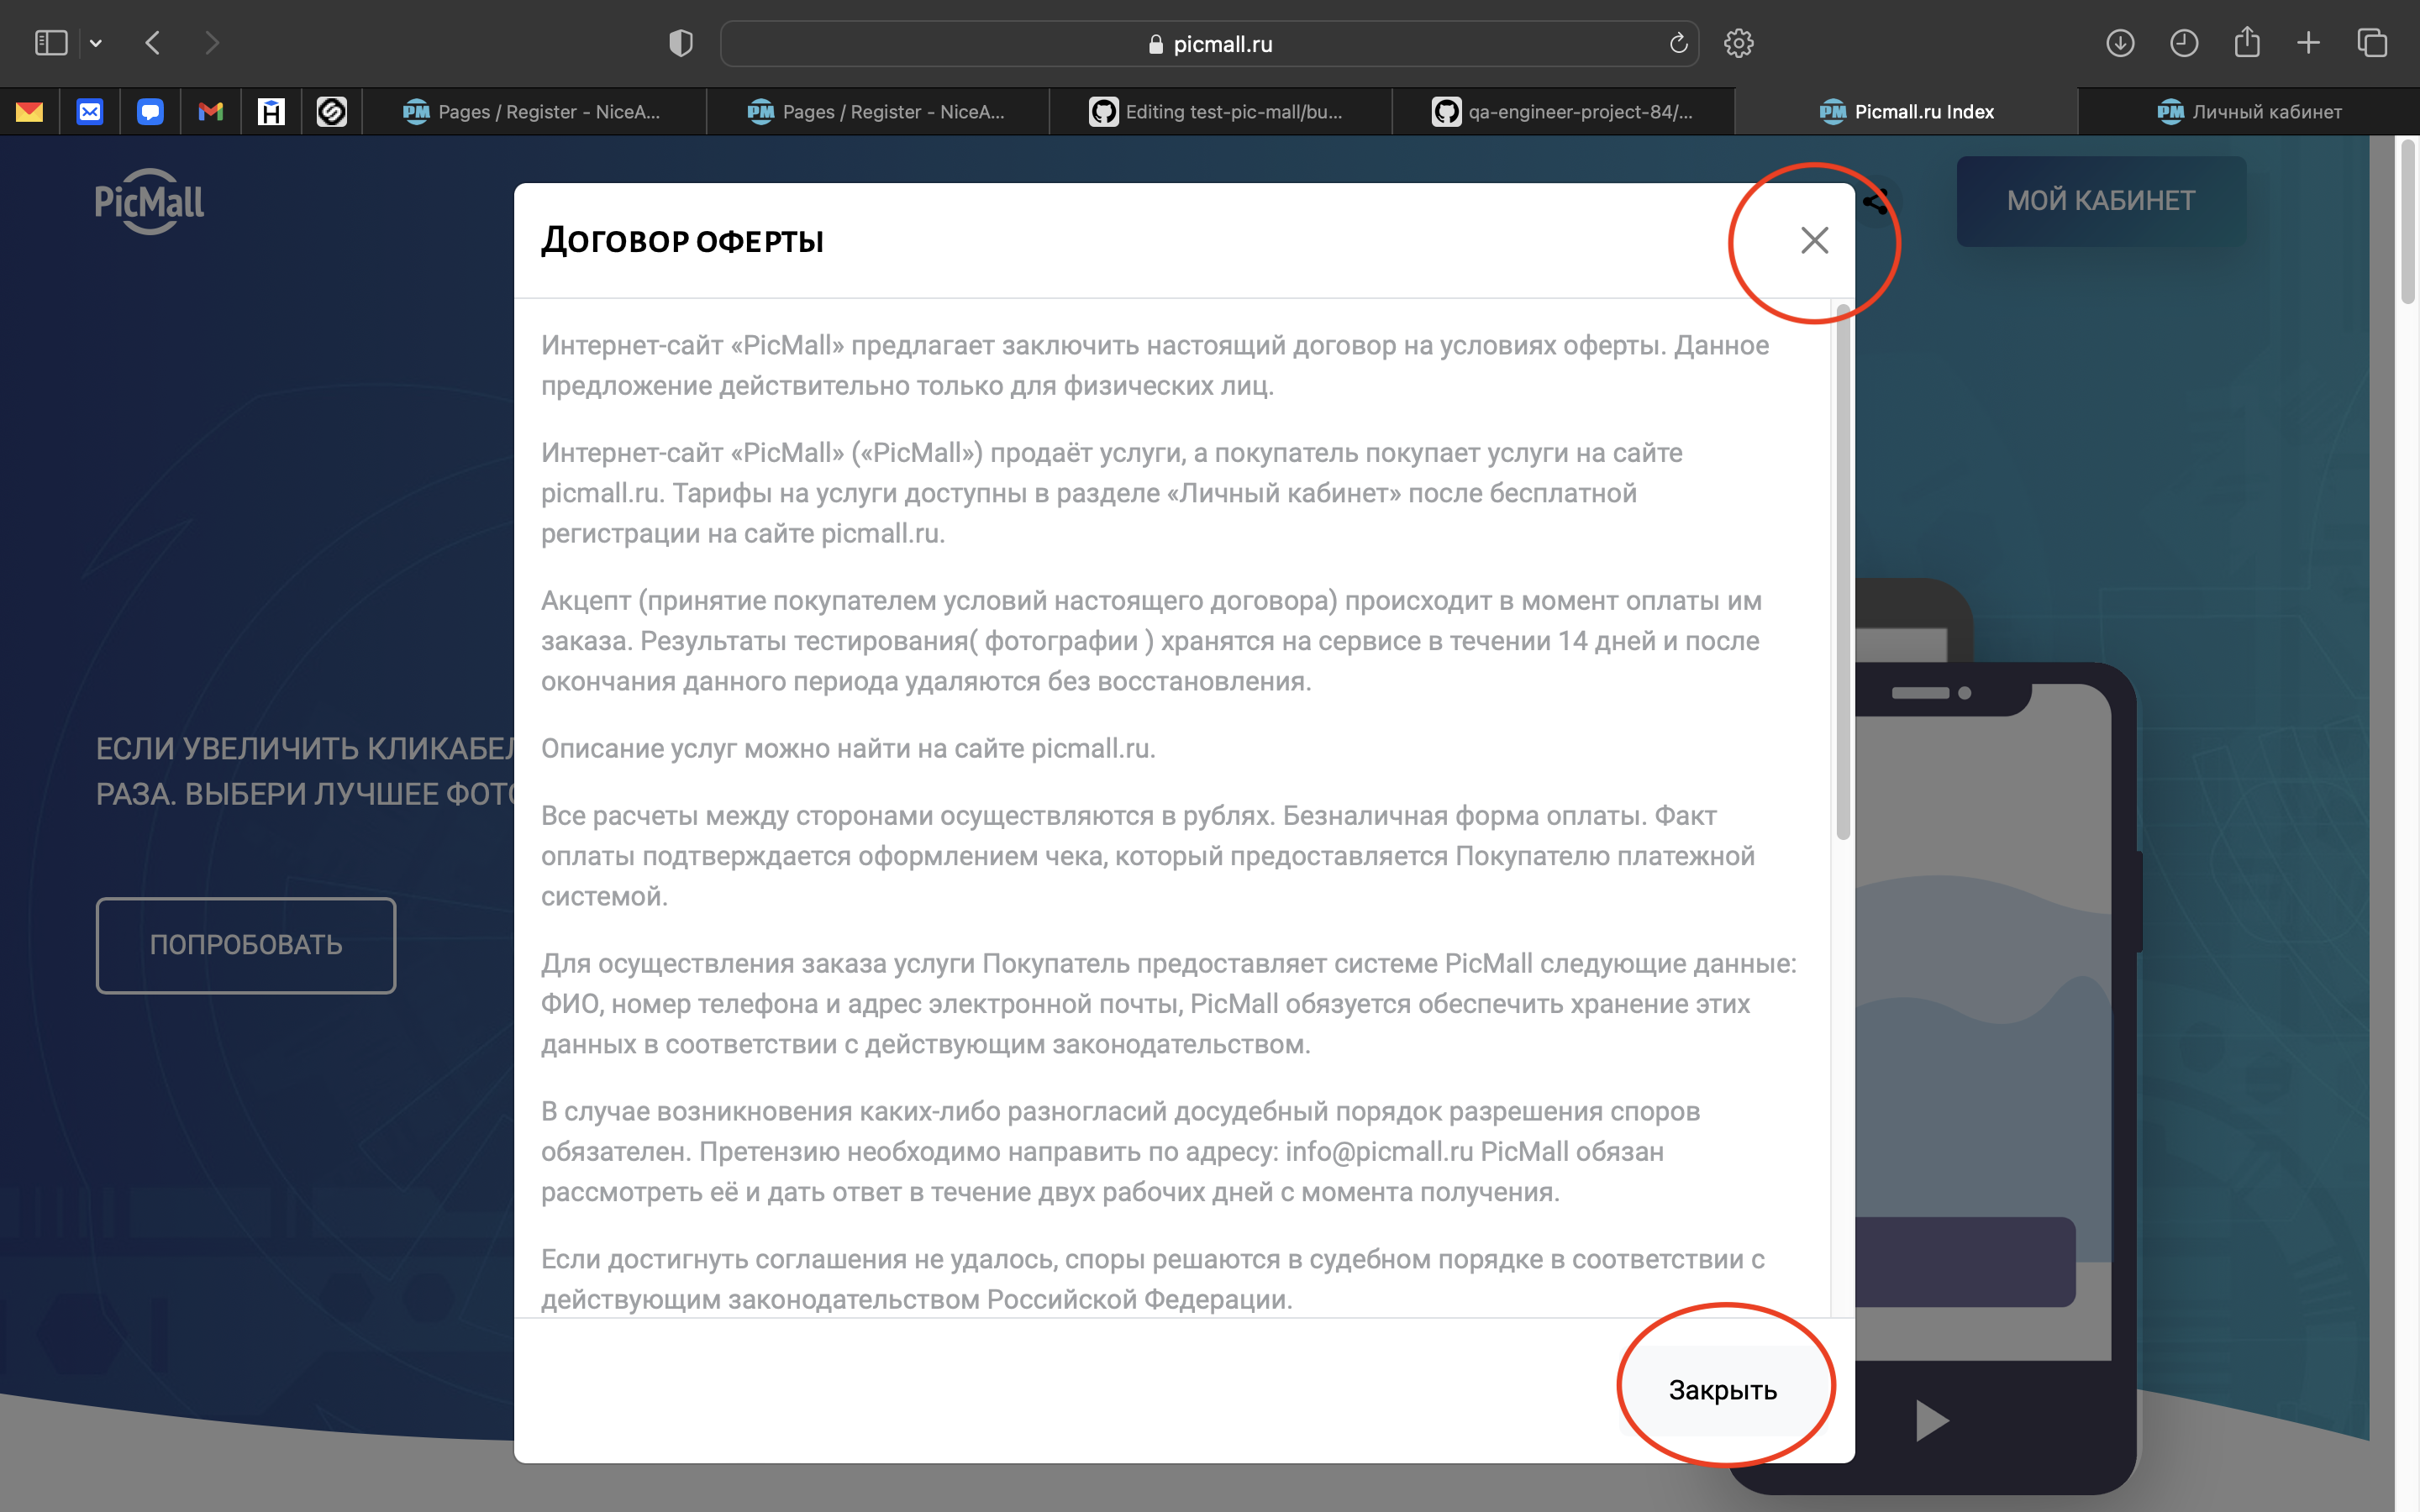 picmall.ru
Pages / Register - NiceA...
Pages / Register - NiceA...
Editing test-pic-mall/bu...
qa-engineer-project-84/...
PM Picmall.ru Index
Личный кабинет
PicMall
МОЙ КАБИНЕТ
Договор оферты
Интернет-сайт «PicMall» предлагает заключить настоящий договор на условиях оферты. Данное
предложение действительно только для физических лиц.
Интернет-сайт «PicMall» («PicMall») продаёт услуги, а покупатель покупает услуги на сайте
picmall.ru. Тарифы на услуги доступны в разделе «Личный кабинет» после бесплатной
регистрации на сайте picmall.ru.
Акцепт (принятие покупателем условий настоящего договора) происходит в момент оплаты им
заказа. Результаты тестирования( фотографии ) хранятся на сервисе в течении 14 дней и после
окончания данного периода удаляются без восстановления.
Описание услуг можно найти на сайте picmall.ru.
Все расчеты между сторонами осуществляются в рублях. Безналичная форма оплаты. Факт
оплаты подтверждается оформлением чека, который предоставляется Покупателю платежной
системой.
Для осуществления заказа услуги Покупатель предоставляет системе PicMall следующие данные:
ФИО, номер телефона и адрес электронной почты, PicMall обязуется обеспечить хранение этих
данных в соответствии с действующим законодательством.
В случае возникновения каких-либо разногласий досудебный порядок разрешения споров
обязателен. Претензию необходимо направить по адресу: info@picmall.ru PicMall обязан
рассмотреть её и дать ответ в течение двух рабочих дней с момента получения.
Если достигнуть соглашения не удалось, споры решаются в судебном порядке в соответствии с
действующим законодательством Российской Федерации.
Закрыть
ЕСЛИ УВЕЛИЧИТЬ КЛИКАБЕЛ
РАЗА. ВЫБЕРИ ЛУЧШЕЕ ФОТО
ПОПРОБОВАТЬ